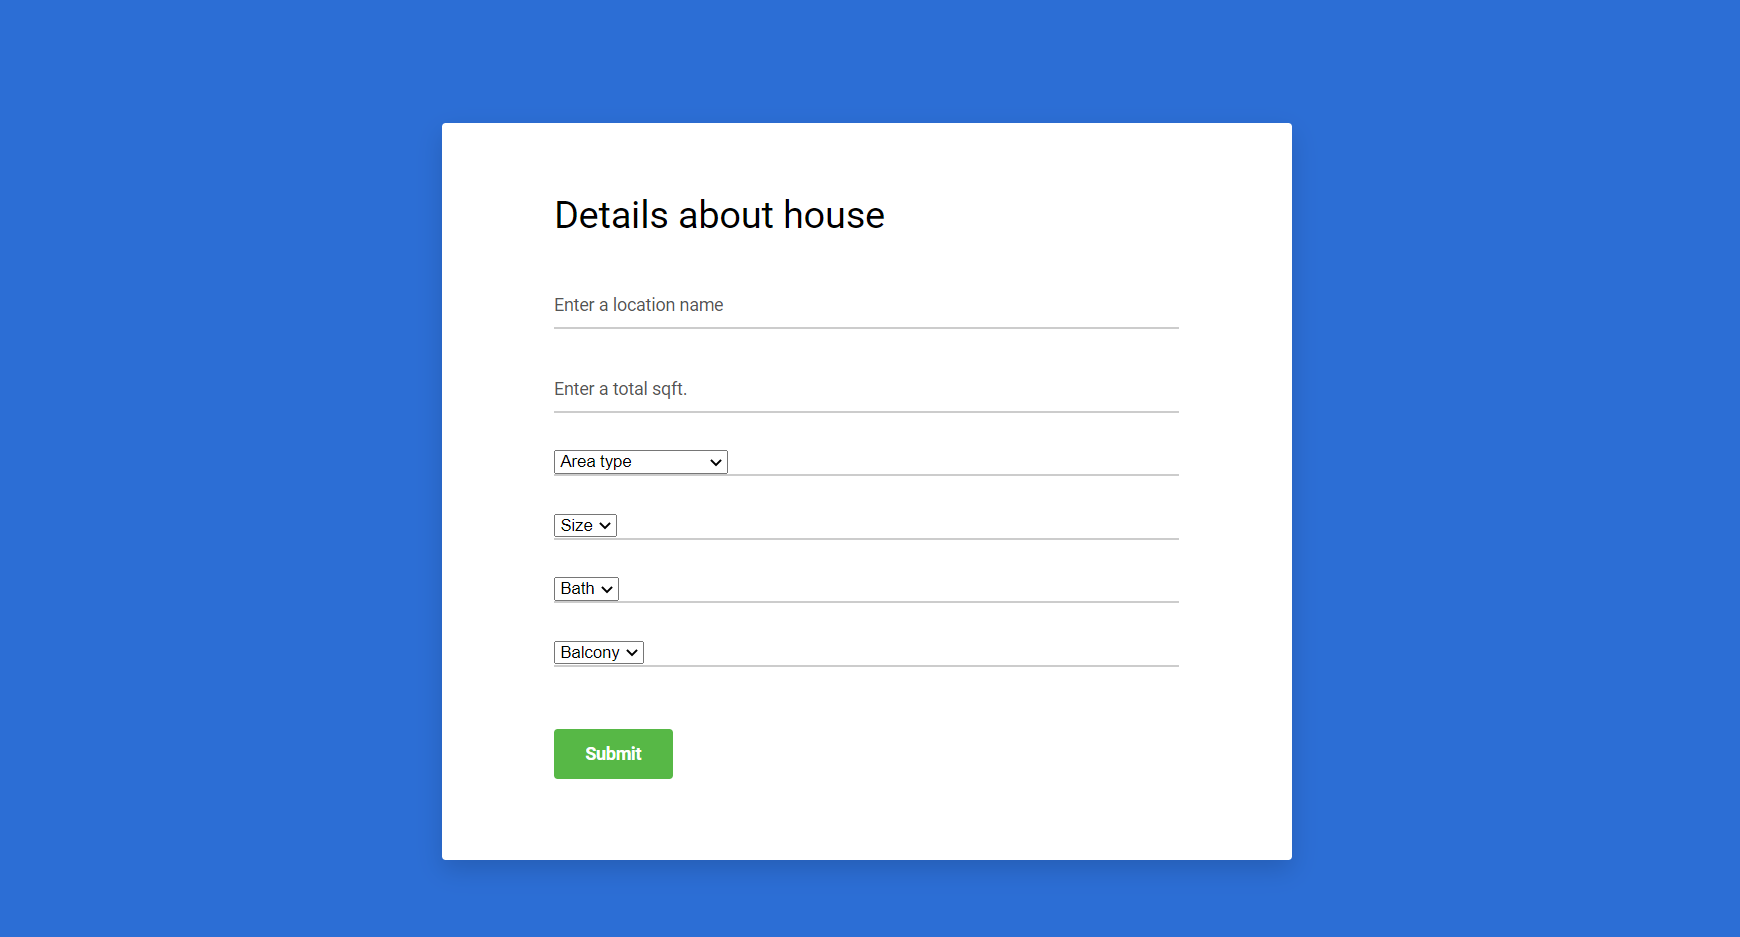 Details about house
Enter a location name
Enter a total sqft.
Area type
Size
Bath
Balcony
Submit